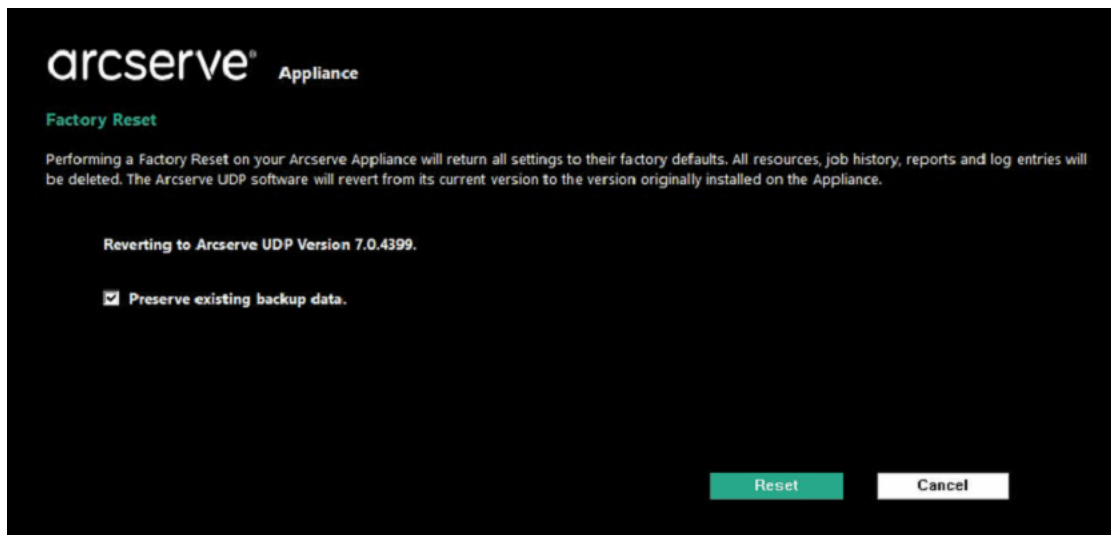 arcserve® Appliance
Factory Reset
Performing a Factory Reset on your Arcserve Appliance will return all settings to their factory defaults. All resources, job history, reports and log entries will
be deleted. The Arcserve UDP software will revert from its current version to the version originally installed on the Appliance.
Reverting to Arcserve UDP Version 7.0.4399.
Preserve existing backup data.
Reset Cancel